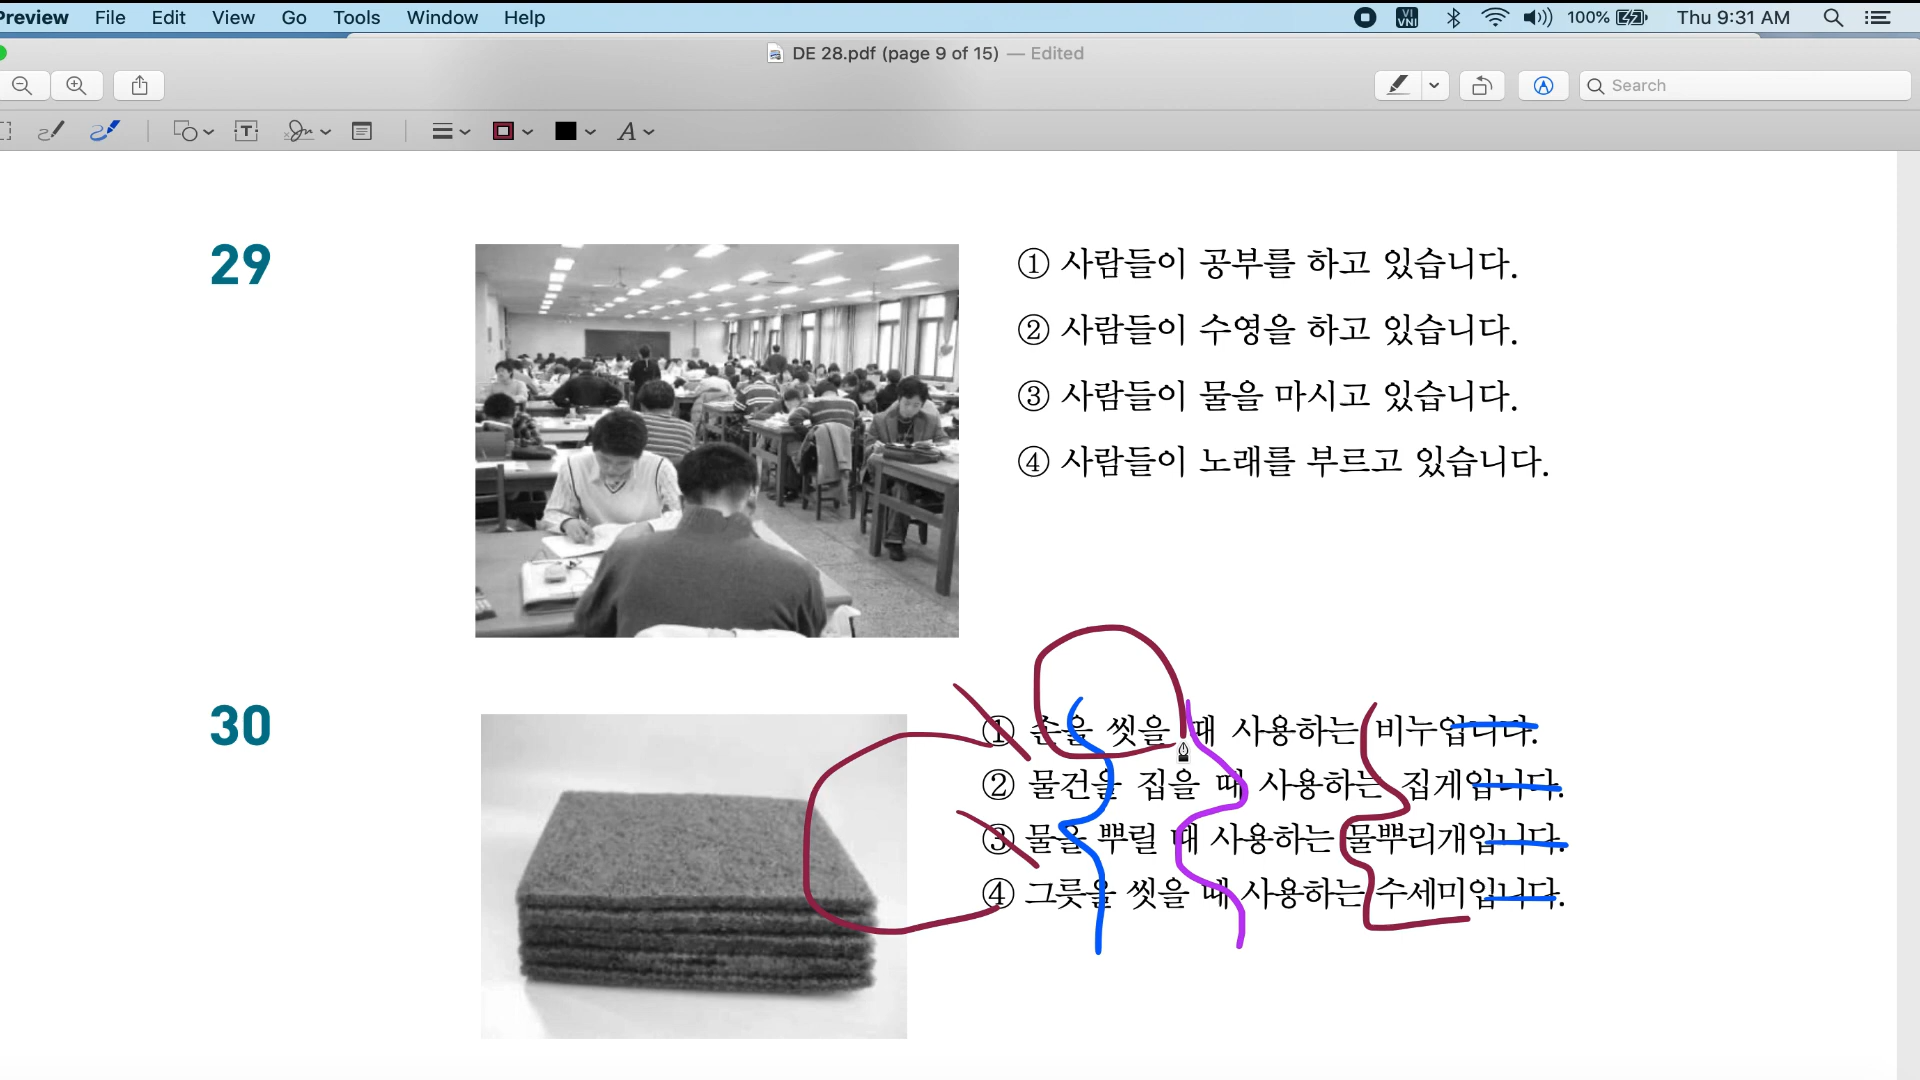 Preview File Edit View Go Tools Window Help VI VNI 100% Thu 9:31 AM
DE 28.pdf (page 9 of 15) — Edited
Search
29
① 사람들이 공부를 하고 있습니다.
② 사람들이 수영을 하고 있습니다.
③ 사람들이 물을 마시고 있습니다.
④ 사람들이 노래를 부르고 있습니다.
30
① 손을 씻을 때 사용하는 비누입니다.
② 물건을 집을 때 사용하는 집게입니다.
③ 물을 뿌릴 때 사용하는 물뿌리개입니다.
④ 그릇을 씻을 때 사용하는 수세미입니다.